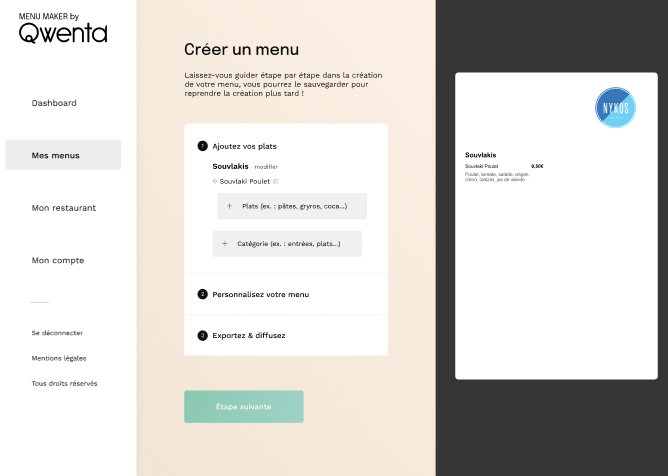 MENU MAKER by
Qwenta
Dashboard
Mes menus
Mon restaurant
Mon compte
Se déconnecter
Mentions légales
Tous droits réservés
Créer un menu
Laissez-vous guider étape par étape dans la création
de votre menu, vous pourrez le sauvegarder pour
reprendre la création plus tard !
1 Ajoutez vos plats
Souvlakis modifier
Souvlaki Poulet
+ Plats (ex. : pâtes, gryros, coca...)
+ Catégorie (ex. : entrées, plats...)
2 Personnalisez votre menu
3 Exportez & diffusez
Étape suivante
NYKOS
Souvlakis
Souvlaki Poulet 8,50€
Poulet, tomate, salade, origan,
citron, tzatziki, jus de viande